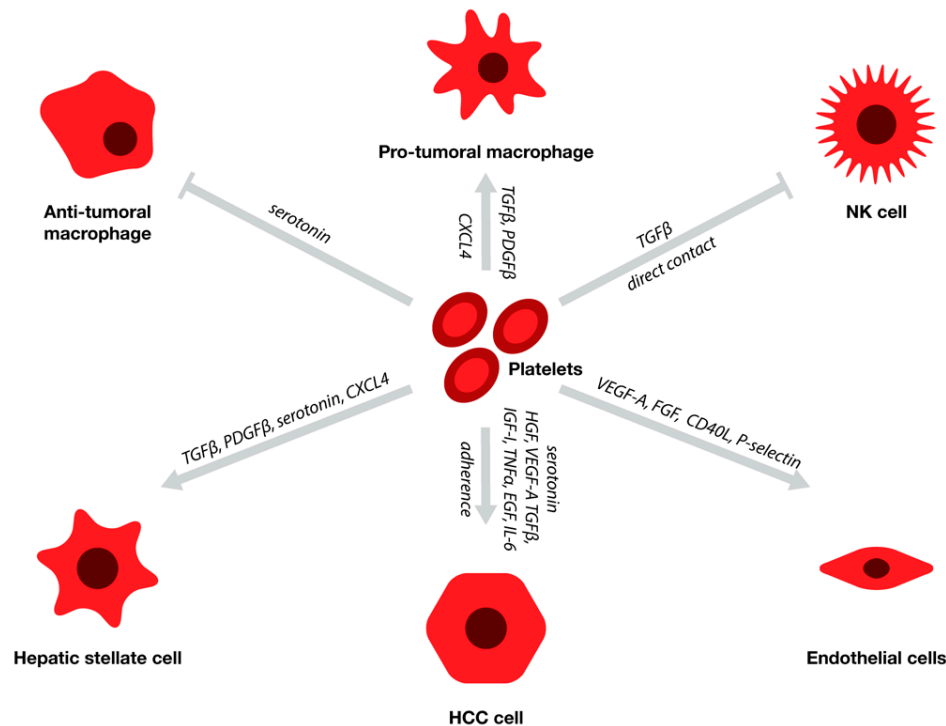 Pro-tumoral macrophage
Anti-tumoral
macrophage
NK cell
serotonin
TGFβ, PDGFβ
CXCL4
TGFβ
direct contact
Platelets
TGFβ, PDGFβ, serotonin, CXCL4
serotonin
HGF, VEGF-A TGFβ,
IGF-I, TNFα, EGF, IL-6
adherence
VEGF-A, FGF, CD40L, P-selectin
Hepatic stellate cell
HCC cell
Endothelial cells